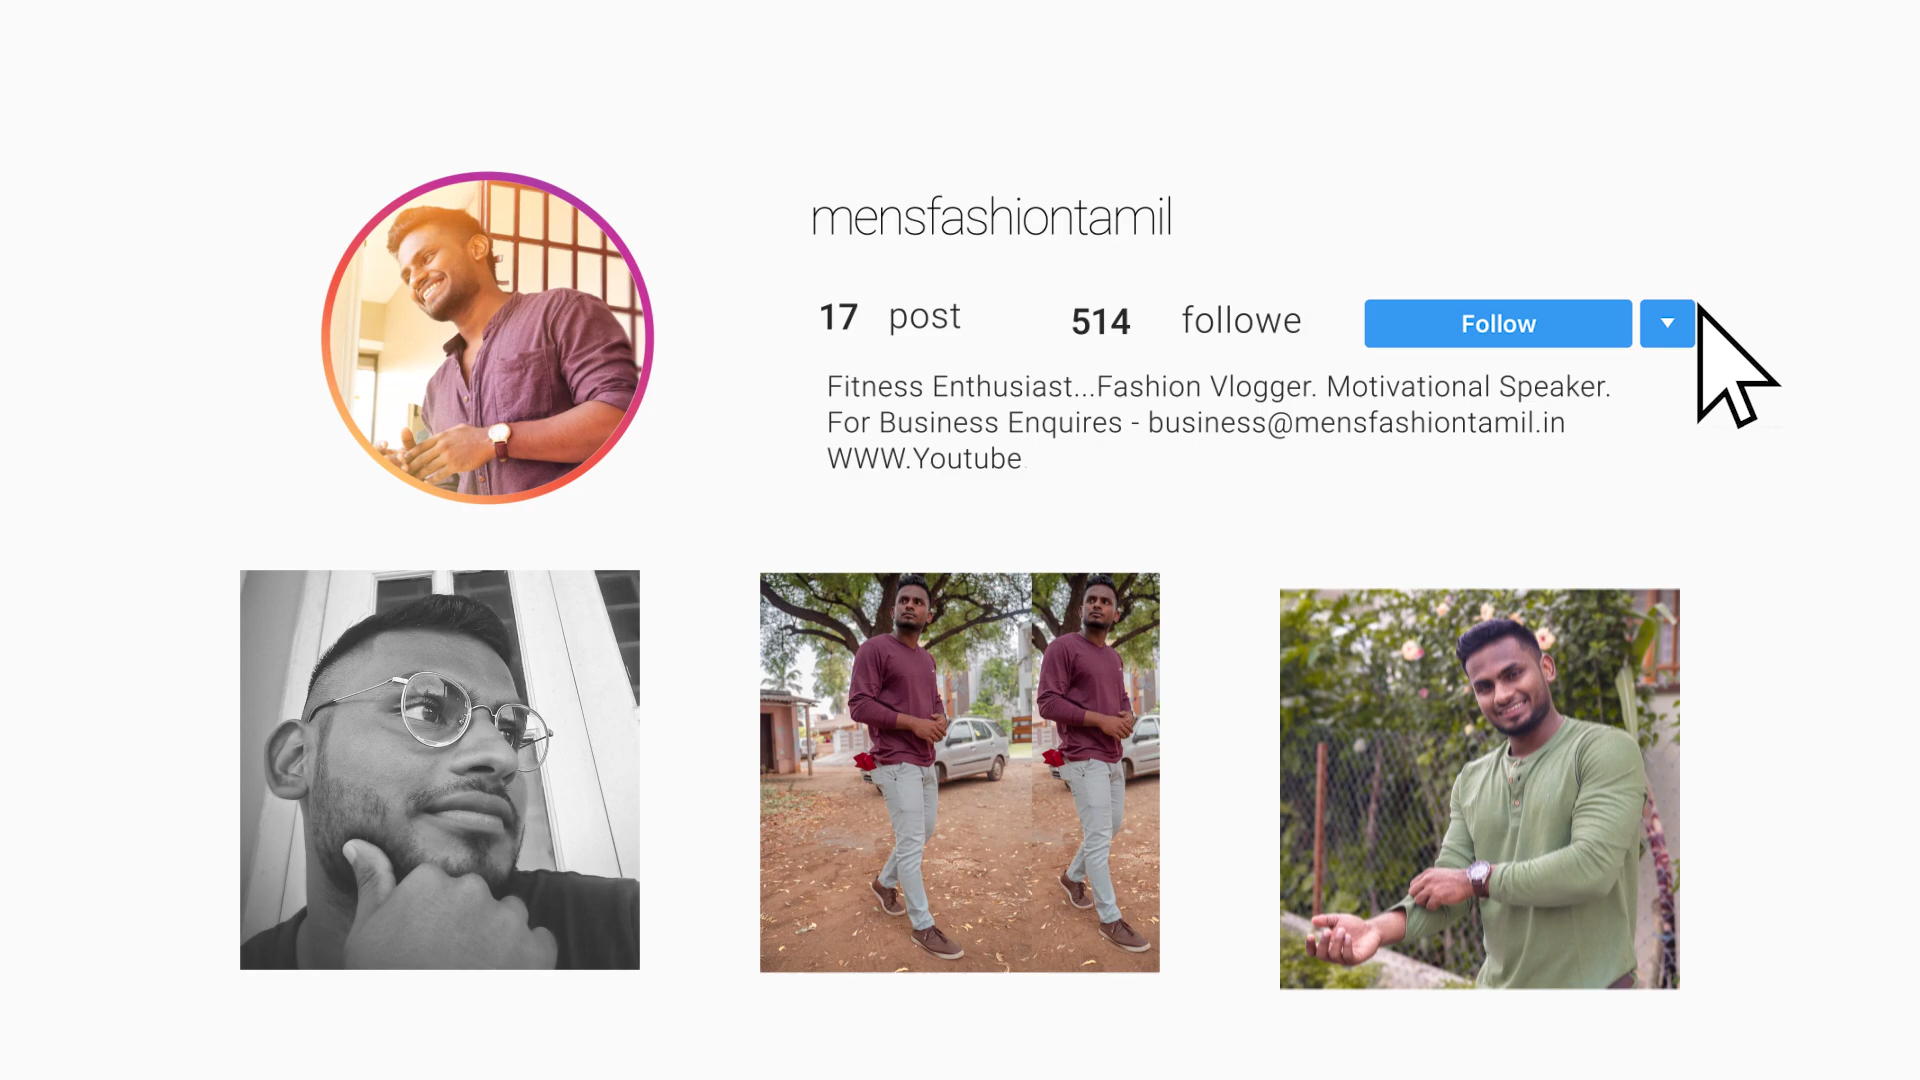 mensfashiontamil
17 post 514 followe Follow
Fitness Enthusiast...Fashion Vlogger. Motivational Speaker.
For Business Enquires - business@mensfashiontamil.in
WWW.Youtube